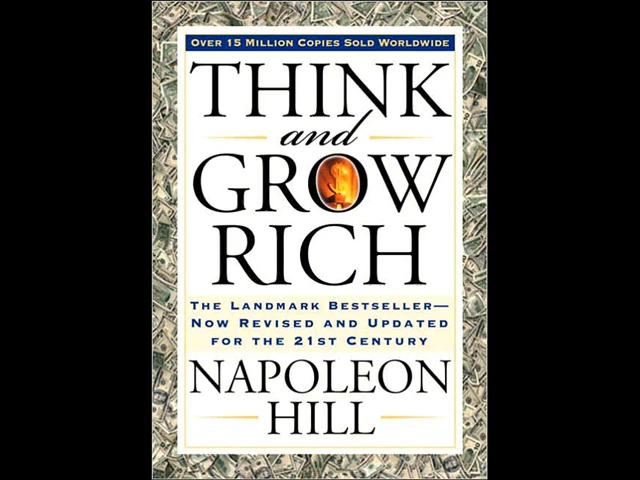 OVER 15 MILLION COPIES SOLD WORLDWIDE
THINK
and
GROW
RICH
THE LANDMARK BESTSELLER—
NOW REVISED AND UPDATED
FOR THE 21ST CENTURY
NAPOLEON
HILL